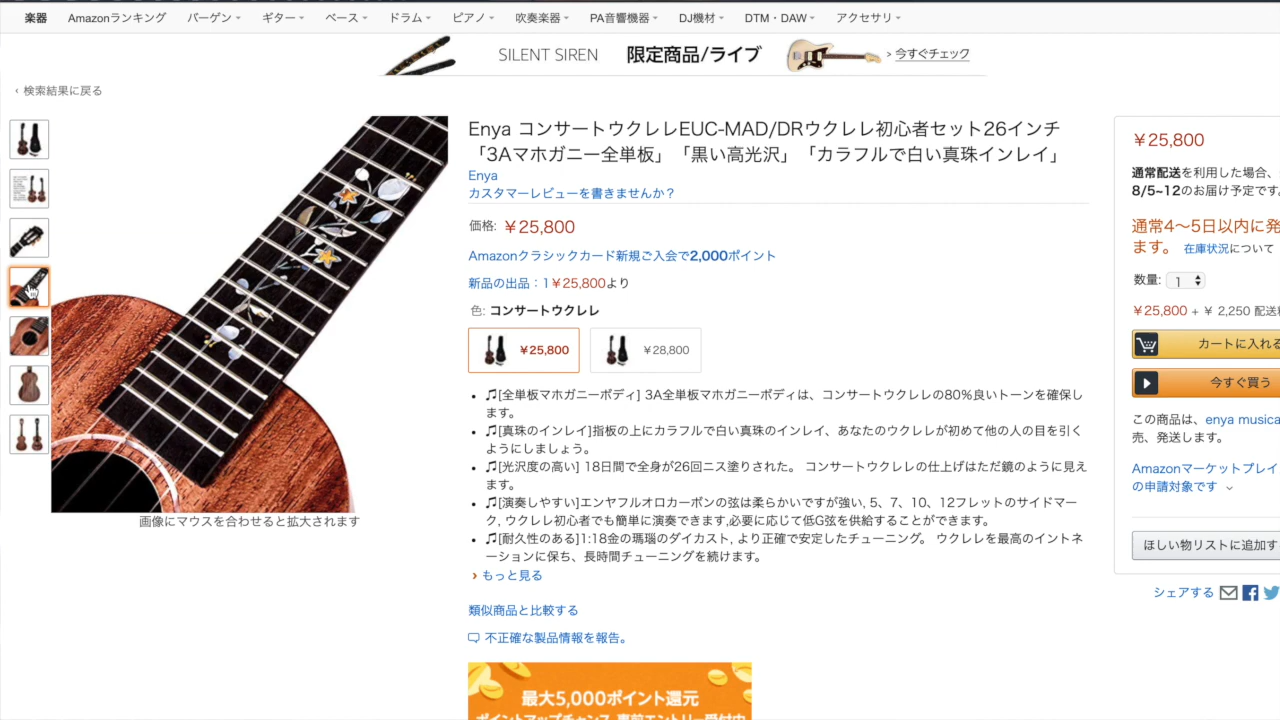 楽器
Amazonランキング
バーゲン
ギター
ベース
ドラム
ピアノ
吹奏楽器
PA音響機器
DJ機材
DTM・DAW
アクセサリ
SILENT SIREN 限定商品/ライブ › 今すぐチェック
‹ 検索結果に戻る
Enya コンサートウクレレEUC-MAD/DRウクレレ初心者セット26インチ
「3Aマホガニー全単板」「黒い高光沢」「カラフルで白い真珠インレイ」
Enya
カスタマーレビューを書きませんか？
価格: ￥25,800
Amazonクラシックカード新規ご入会で2,000ポイント
新品の出品：1￥25,800より
色: コンサートウクレレ
￥25,800
￥28,800
• ♫[全単板マホガニーボディ] 3A全単板マホガニーボディは、コンサートウクレレの80%良いトーンを確保し
ます。
• ♫[真珠のインレイ]指板の上にカラフルで白い真珠のインレイ、あなたのウクレレが初めて他の人の目を引く
ようにしましょう。
• ♫[光沢度の高い] 18日間で全身が26回ニス塗りされた。 コンサートウクレレの仕上げはただ鏡のように見え
ます。
• ♫[演奏しやすい]エンヤフルオロカーボンの弦は柔らかいですが強い, 5、7、10、12フレットのサイドマー
ク, ウクレレ初心者でも簡単に演奏できます,必要に応じて低G弦を供給することができます。
• ♫[耐久性のある]1:18金の瑪瑙のダイカスト, より正確で安定したチューニング。 ウクレレを最高のイントネ
ーションに保ち、長時間チューニングを続けます。
› もっと見る
類似商品と比較する
不正確な製品情報を報告。
最大5,000ポイント還元
ポイントアップチャンス 事前エントリー受付中
画像にマウスを合わせると拡大されます
￥25,800
通常配送を利用した場合、
8/5~12のお届け予定です
通常4～5日以内に発
ます。 在庫状況について
数量: 1
￥25,800 + ￥ 2,250 配送料
カートに入れる
今すぐ買う
この商品は、enya musica
売、発送します。
Amazonマーケットプレイ
の申請対象です
ほしい物リストに追加す
シェアする